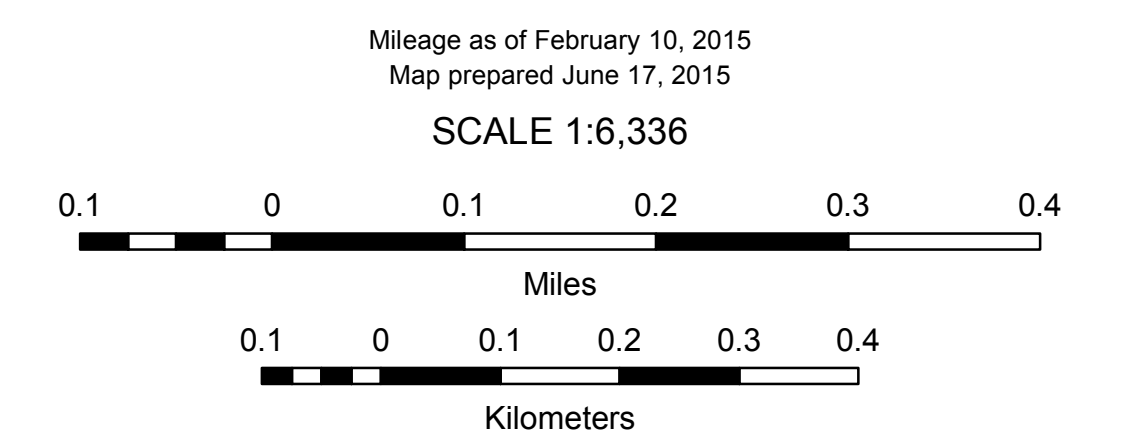 Mileage as of February 10, 2015
Map prepared June 17, 2015
SCALE 1:6,336
0.1 0 0.1 0.2 0.3 0.4
Miles
0.1 0 0.1 0.2 0.3 0.4
Kilometers